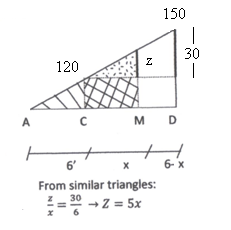 150
120
z
30
A C M D
6' x 6- x
From similar triangles:
z/x = 30/6 → Z = 5x